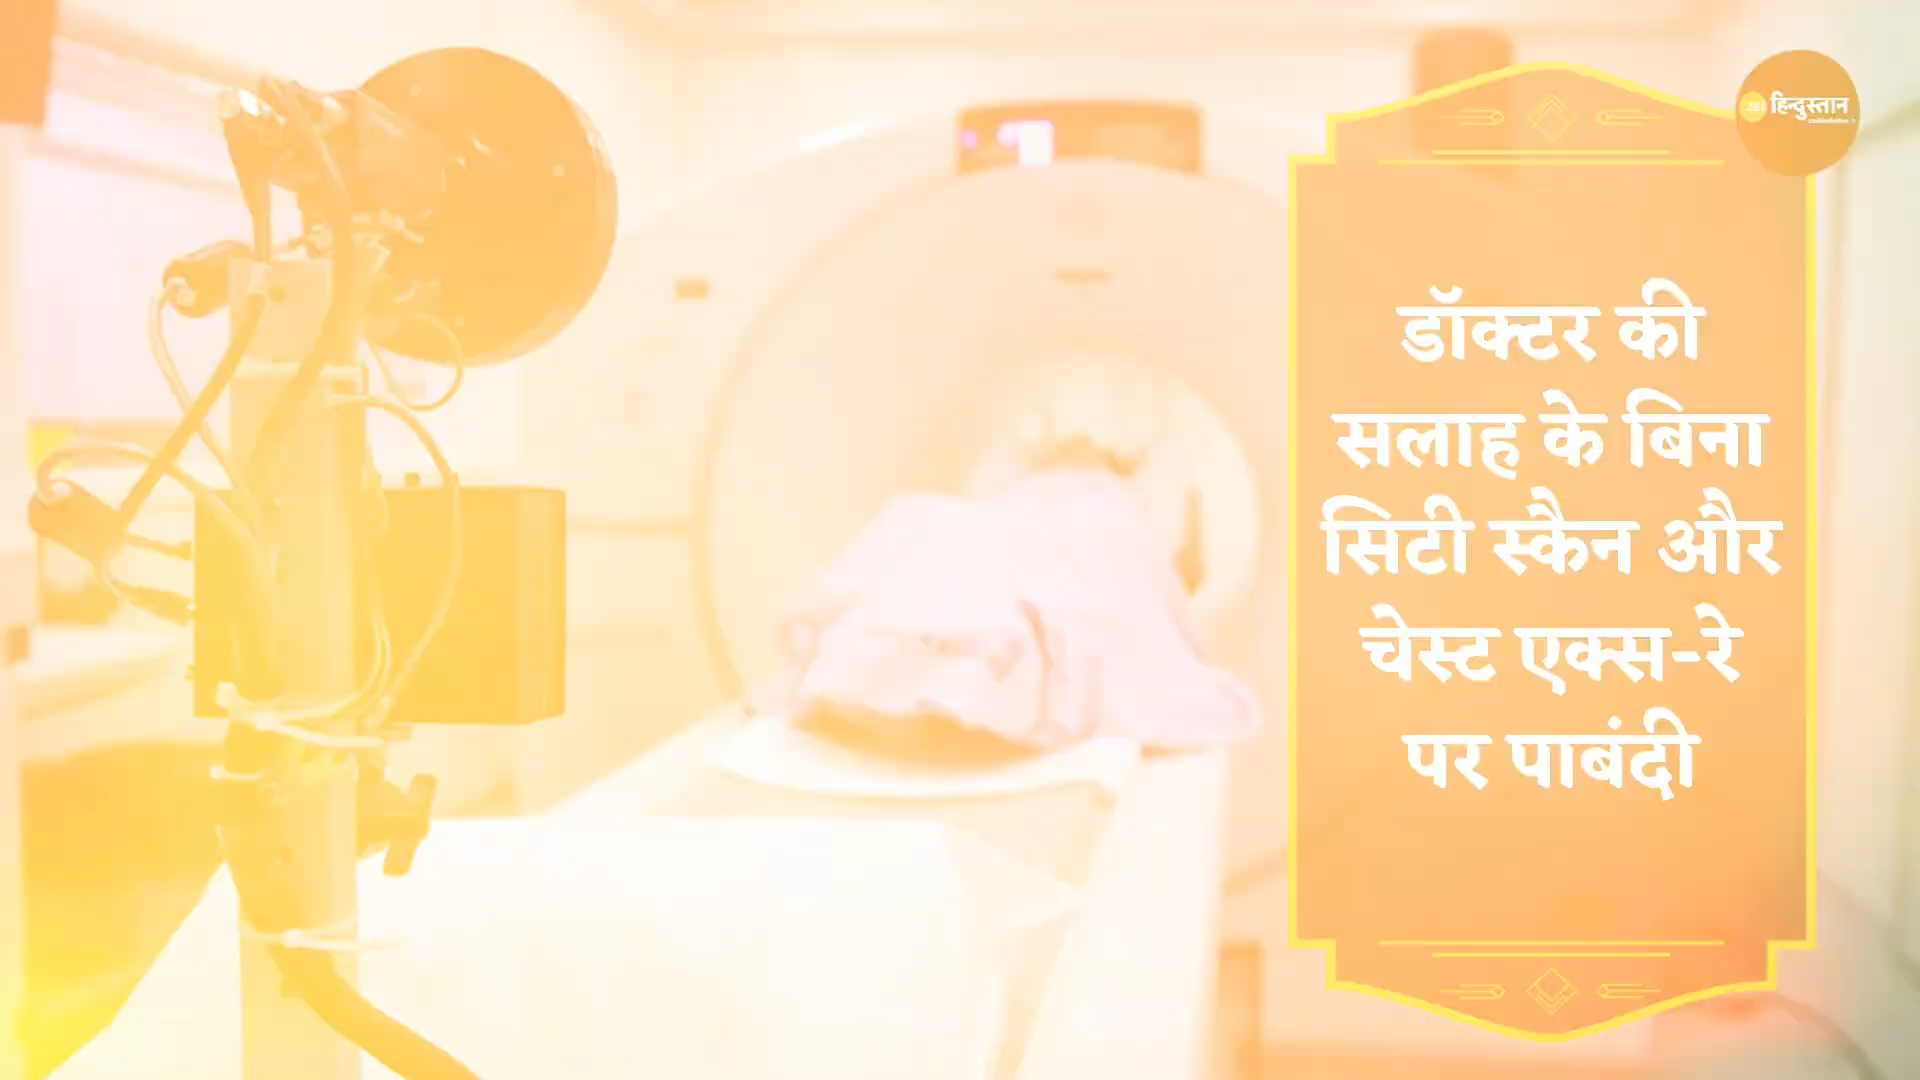 हिन्दुस्तान
डॉक्टर की
सलाह के बिना
सिटी स्कैन और
चेस्ट एक्स-रे
पर पाबंदी